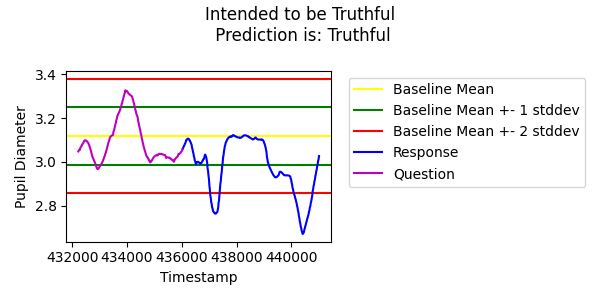 Intended to be Truthful
Prediction is: Truthful
3.4
3.2
3.0
2.8
Pupil Diameter
432000 434000 436000 438000 440000
Timestamp
Baseline Mean
Baseline Mean +- 1 stddev
Baseline Mean +- 2 stddev
Response
Question